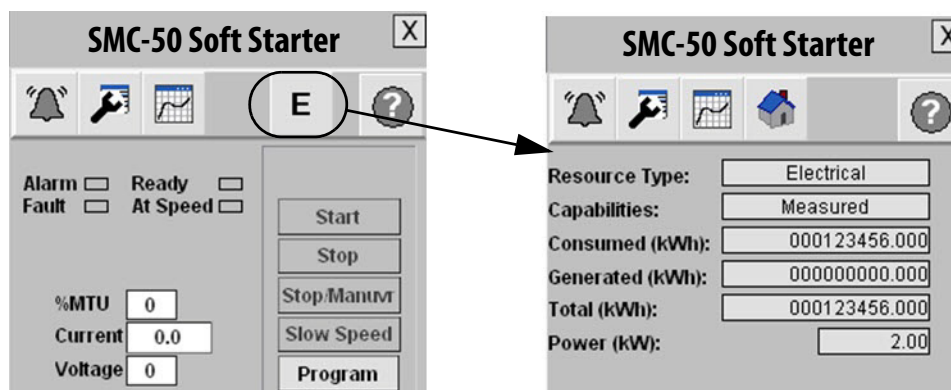 SMC-50 Soft Starter
X
E
?
Alarm Ready
Fault At Speed
Start
Stop
Stop/Manuvr
%MTU 0
Slow Speed
Current 0.0
Voltage 0
Program
SMC-50 Soft Starter
X
?
Resource Type: Electrical
Capabilities: Measured
Consumed (kWh): 000123456.000
Generated (kWh): 000000000.000
Total (kWh): 000123456.000
Power (kW): 2.00